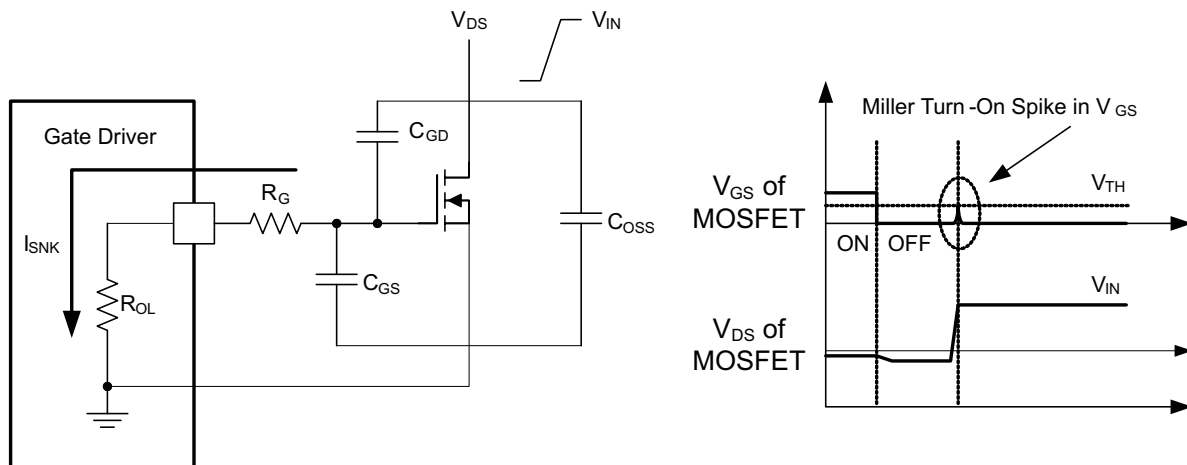 V_DS
V_IN
Gate Driver
C_GD
Miller Turn -On Spike in V_GS
R_G
V_GS of
MOSFET
V_TH
C_OSS
I_SNK
ON
OFF
C_GS
R_OL
V_IN
V_DS of
MOSFET